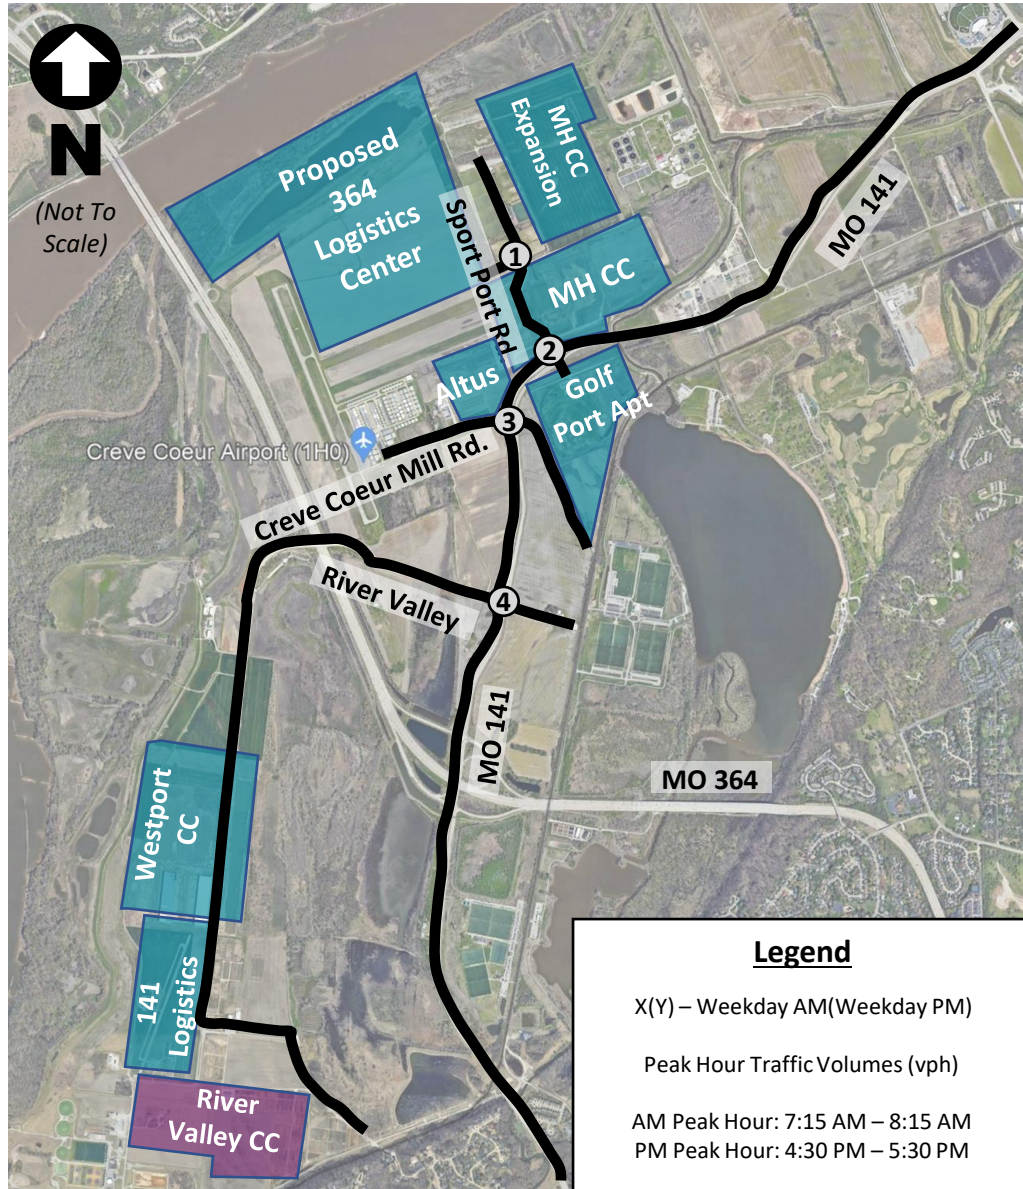 N
(Not To
Scale)
Proposed
364
Logistics
Center
MH CC
Expansion
MO 141
Sport Port Rd
1
MH CC
2
Altus
Golf
Port Apt
3
Creve Coeur Airport (1H0)
Creve Coeur Mill Rd.
River Valley
4
MO 141
MO 364
Westport
CC
141
Logistics
River
Valley CC
Legend
X(Y) – Weekday AM(Weekday PM)
Peak Hour Traffic Volumes (vph)
AM Peak Hour: 7:15 AM – 8:15 AM
PM Peak Hour: 4:30 PM – 5:30 PM